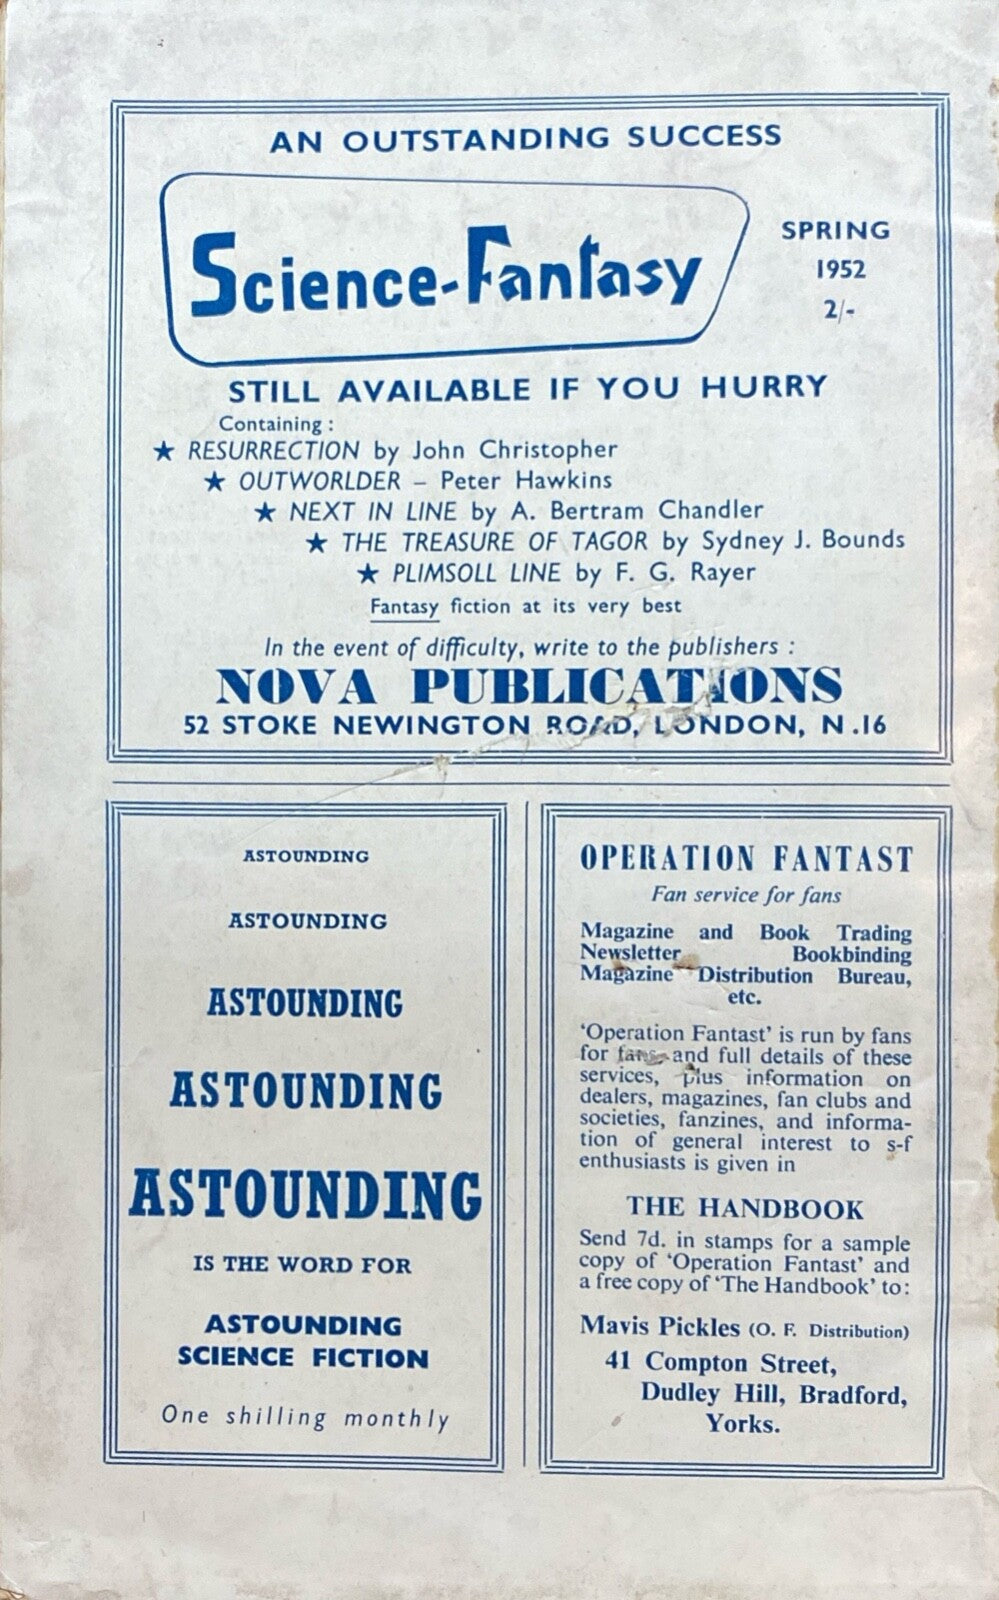 AN OUTSTANDING SUCCESS
Science-Fantasy
SPRING
1952
2/-
STILL AVAILABLE IF YOU HURRY
Containing :
★ RESURRECTION by John Christopher
★ OUTWORLDER – Peter Hawkins
★ NEXT IN LINE by A. Bertram Chandler
★ THE TREASURE OF TAGOR by Sydney J. Bounds
★ PLIMSOLL LINE by F. G. Rayer
Fantasy fiction at its very best
In the event of difficulty, write to the publishers :
NOVA PUBLICATIONS
52 STOKE NEWINGTON ROAD, LONDON, N.16
ASTOUNDING
ASTOUNDING
ASTOUNDING
ASTOUNDING
ASTOUNDING
IS THE WORD FOR
ASTOUNDING
SCIENCE FICTION
One shilling monthly
OPERATION FANTAST
Fan service for fans
Magazine and Book Trading
Newsletter Bookbinding
Magazine Distribution Bureau,
etc.
'Operation Fantast' is run by fans
for fans and full details of these
services, plus information on
dealers, magazines, fan clubs and
societies, fanzines, and informa-
tion of general interest to s-f
enthusiasts is given in
THE HANDBOOK
Send 7d. in stamps for a sample
copy of 'Operation Fantast' and
a free copy of 'The Handbook' to:
Mavis Pickles (O. F. Distribution)
41 Compton Street,
Dudley Hill, Bradford,
Yorks.